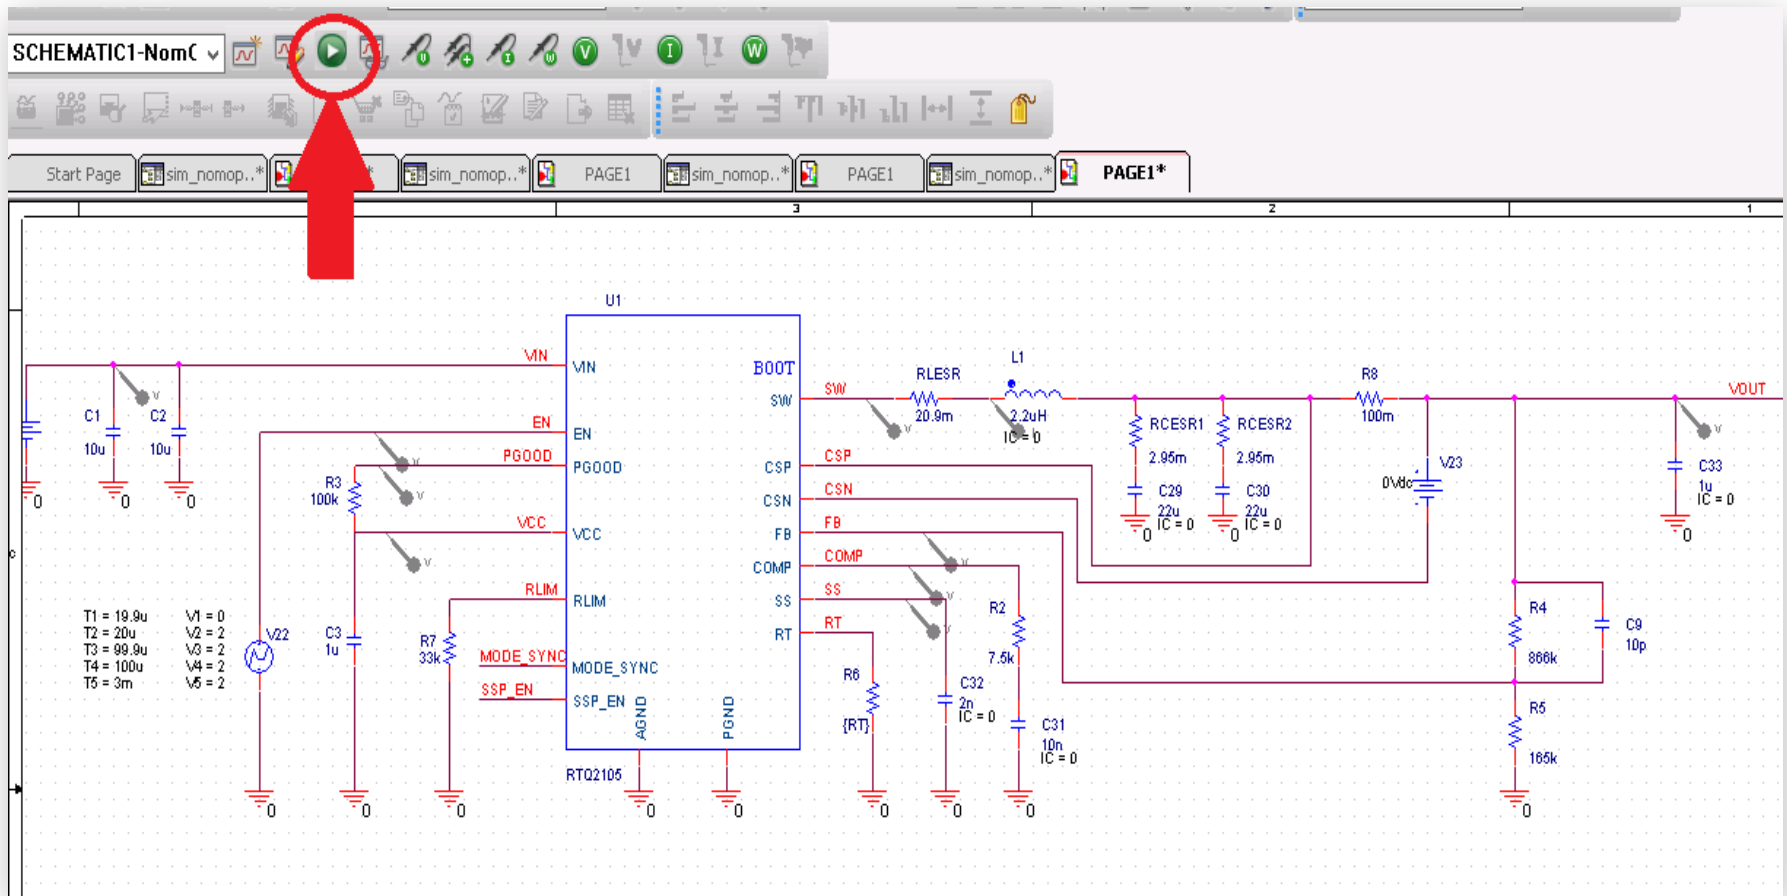 SCHEMATIC1-Nom
V I W
Start Page sim_nomop..* * sim_nomop..* PAGE1 sim_nomop..* PAGE1 sim_nomop..* PAGE1*
3 2 1
U1
VIN VIN
BOOT
SW SW
RLESR
20.9m
L1
2.2uH
IC = 0
R8
100m
VOUT
C1
10u
C2
10u
0 0 0
EN EN
PGOOD PGOOD
R3
100k
VCC VCC
RLIM RLIM
CSP CSP
CSN CSN
FB FB
COMP COMP
SS SS
RT RT
RCESR1
2.95m
C29
22u
IC = 0
0
RCESR2
2.95m
C30
22u
IC = 0
0
V23
0Vdc
C33
1u
IC = 0
0
T1 = 19.9u V1 = 0
T2 = 20u V2 = 2
T3 = 99.9u V3 = 2
T4 = 100u V4 = 2
T5 = 3m V5 = 2
V22
C3
1u
R7
33k
MODE_SYNC MODE_SYNC
SSP_EN SSP_EN
AGND
PGND
RTQ2105
R6
{RT}
C32
2n
IC = 0
R2
7.5k
C31
10n
IC = 0
R4
866k
C9
10p
R5
165k
0 0 0 0 0 0 0 0 0